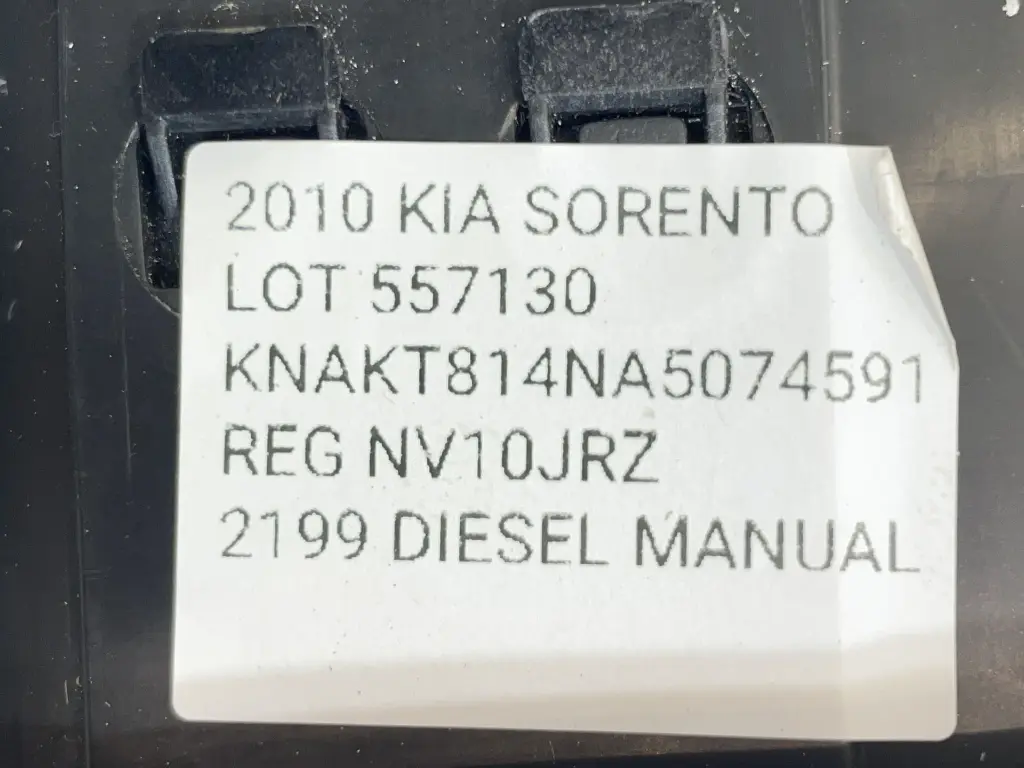 2010 KIA SORENTO
LOT 557130
KNAKT814NA5074591
REG NV10JRZ
2199 DIESEL MANUAL